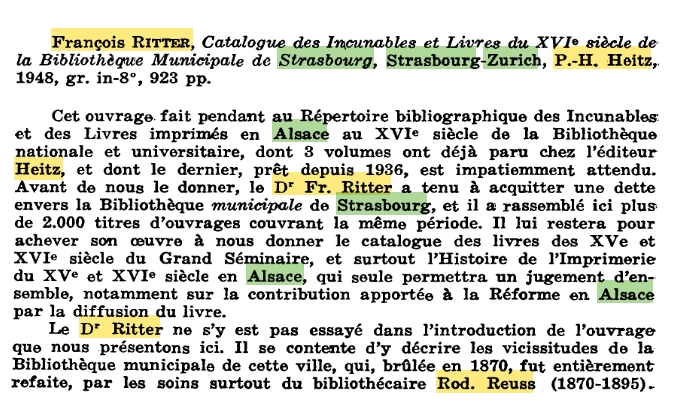 François RITTER, Catalogue des Incunables et Livres du XVIe siècle de
la Bibliothèque Municipale de Strasbourg, Strasbourg-Zurich, P.-H. Heitz,
1948, gr. in-8°, 923 pp.
Cet ouvrage fait pendant au Répertoire bibliographique des Incunables
et des Livres imprimés en Alsace au XVIe siècle de la Bibliothèque
nationale et universitaire, dont 3 volumes ont déjà paru chez l'éditeur
Heitz, et dont le dernier, prêt depuis 1936, est impatiemment attendu.
Avant de nous le donner, le Dr Fr. Ritter a tenu à acquitter une dette
envers la Bibliothèque municipale de Strasbourg, et il a rassemblé ici plus
de 2.000 titres d'ouvrages couvrant la même période. Il lui restera pour
achever son œuvre à nous donner le catalogue des livres des XVe et
XVIe siècle du Grand Séminaire, et surtout l'Histoire de l'Imprimerie
du XVe et XVIe siècle en Alsace, qui seule permettra un jugement d'en-
semble, notamment sur la contribution apportée à la Réforme en Alsace
par la diffusion du livre.
Le Dr Ritter ne s'y est pas essayé dans l'introduction de l'ouvrage
que nous présentons ici. Il se contente d'y décrire les vicissitudes de la
Bibliothèque municipale de cette ville, qui, brûlée en 1870, fut entièrement
refaite, par les soins surtout du bibliothécaire Rod. Reuss (1870-1895).